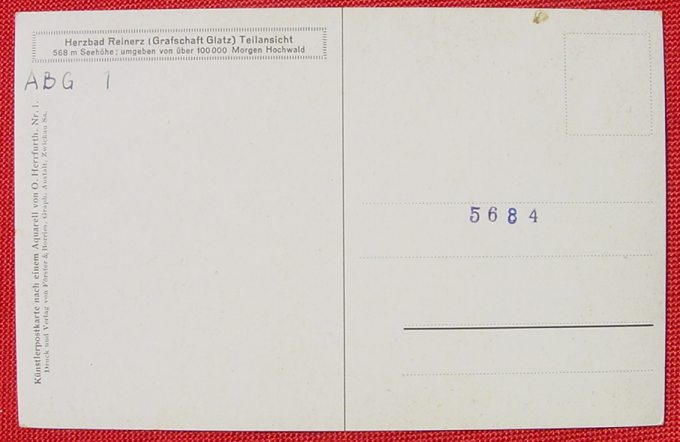 Herzbad Reinerz (Grafschaft Glatz) Teilansicht
568 m Seehöhe; umgeben von über 100000 Morgen Hochwald
ABG 1
Künstlerpostkarte nach einem Aquarell von O. Herrfurth, Nr. 1.
Druck und Verlag von Förster & Borries, Graph. Anstalt, Zwickau Sa.
5684